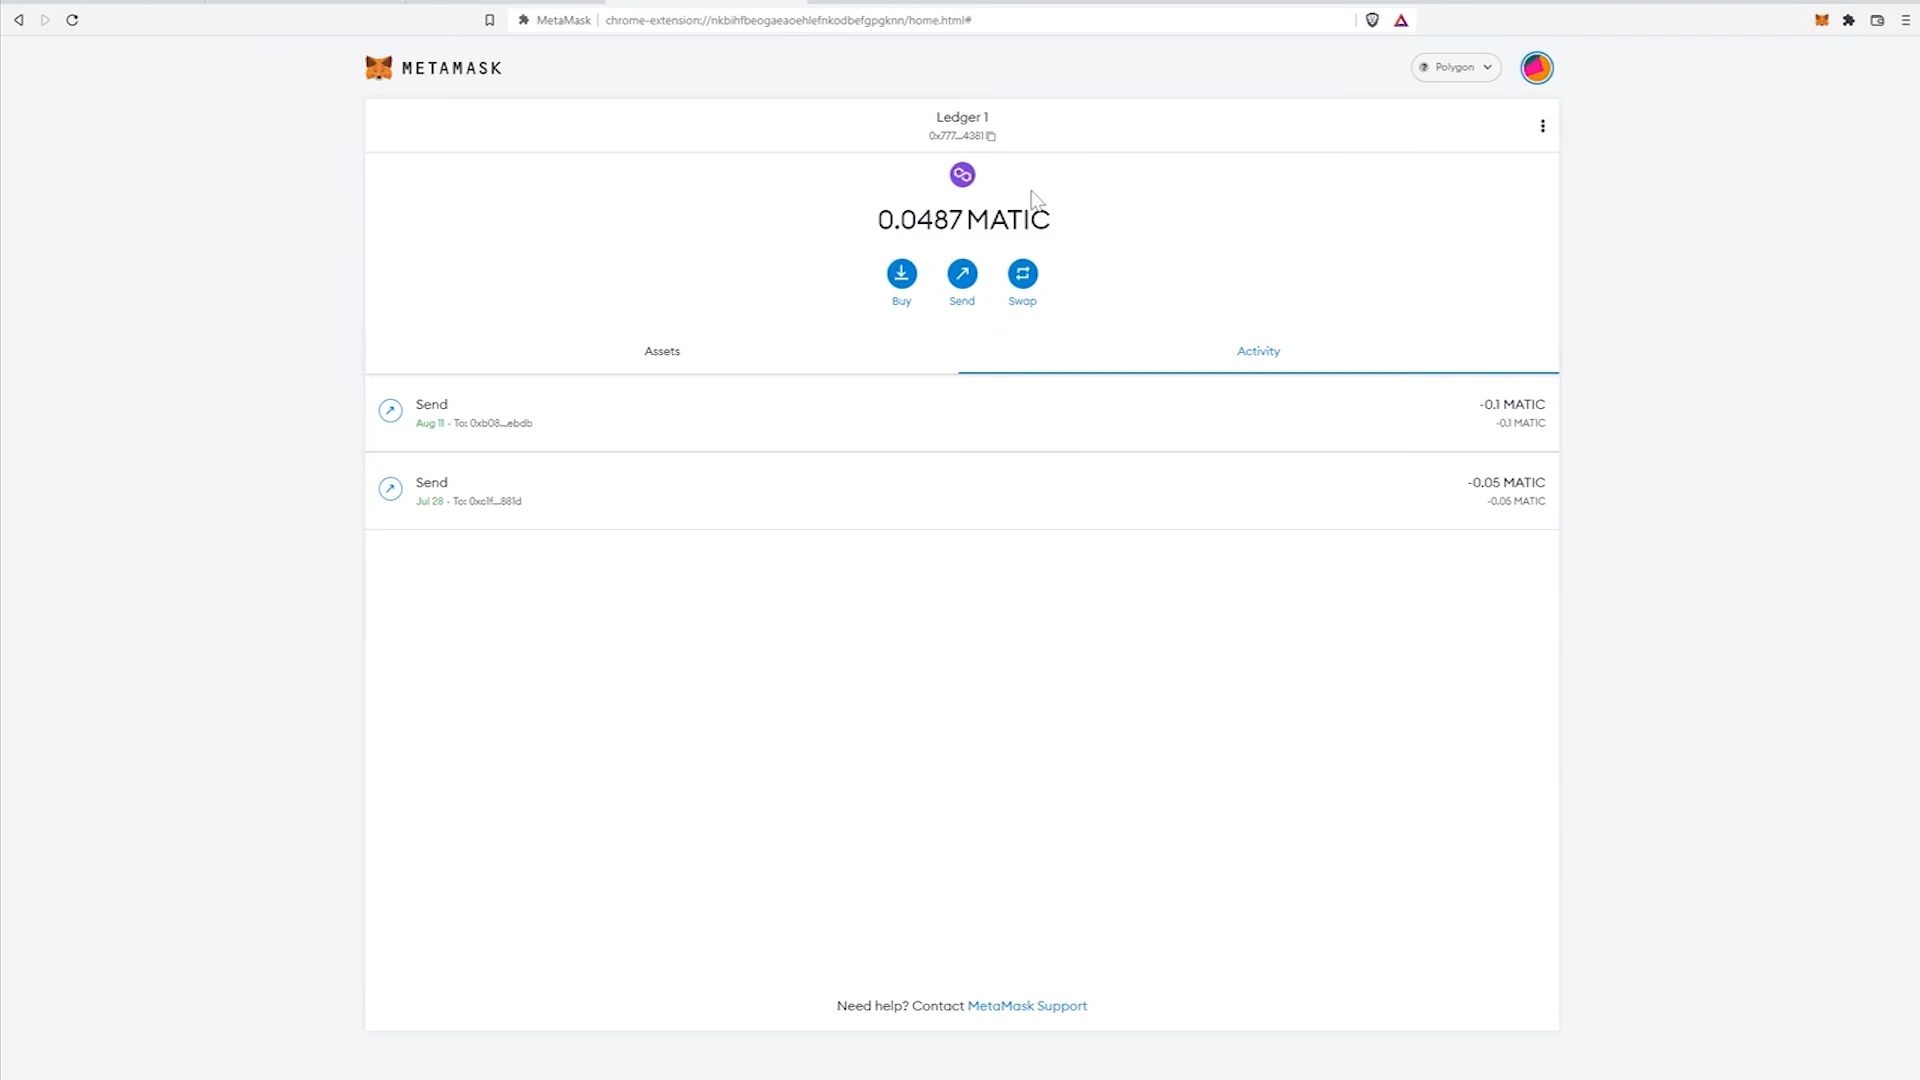 MetaMask chrome-extension://nkbihfbeogaeaoehlefnkodbefgpgknn/home.html#
METAMASK
Polygon
Ledger 1
0x777...4381
0.0487 MATIC
Buy
Send
Swap
Assets
Activity
Send
-0.1 MATIC
Aug 11 - To: 0xb08...ebdb
-0.1 MATIC
Send
-0.05 MATIC
Jul 28 - To: 0xc1f...881d
-0.05 MATIC
Need help? Contact MetaMask Support